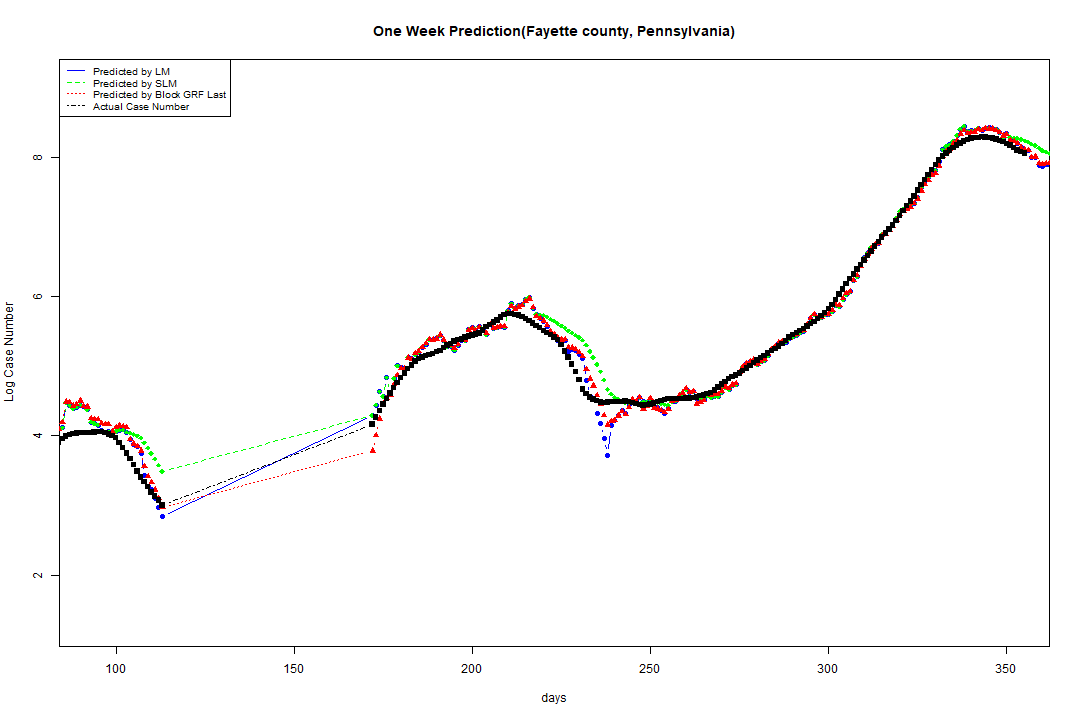 One Week Prediction(Fayette county, Pennsylvania)
Predicted by LM
Predicted by SLM
Predicted by Block GRF Last
Actual Case Number
Log Case Number
8
6
4
2
100 150 200 250 300 350
days